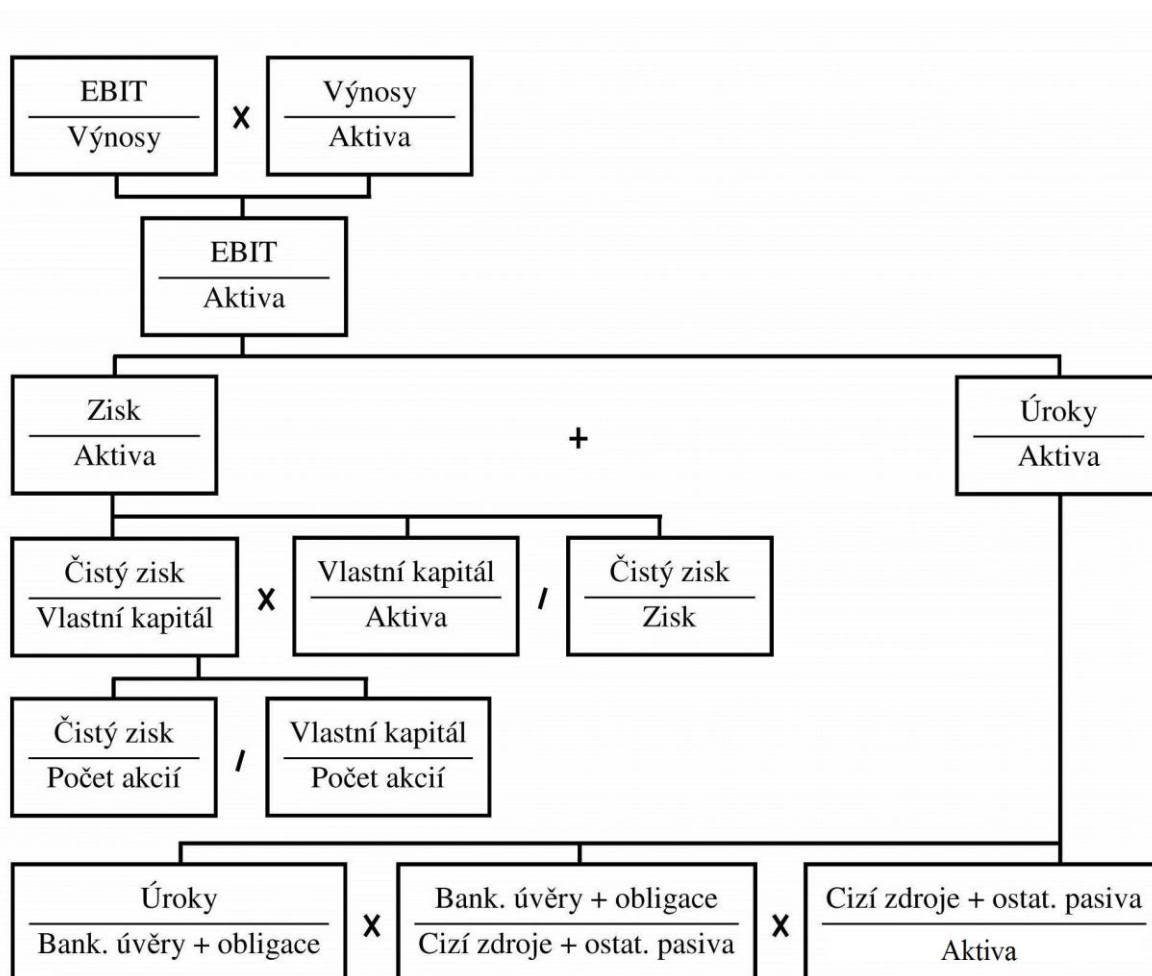 EBIT
Výnosy
x
Výnosy
Aktiva
EBIT
Aktiva
Zisk
Aktiva
+
Úroky
Aktiva
Čistý zisk
Vlastní kapitál
x
Vlastní kapitál
Aktiva
/
Čistý zisk
Zisk
Čistý zisk
Počet akcií
/
Vlastní kapitál
Počet akcií
Úroky
Bank. úvěry + obligace
x
Bank. úvěry + obligace
Cizí zdroje + ostat. pasiva
x
Cizí zdroje + ostat. pasiva
Aktiva